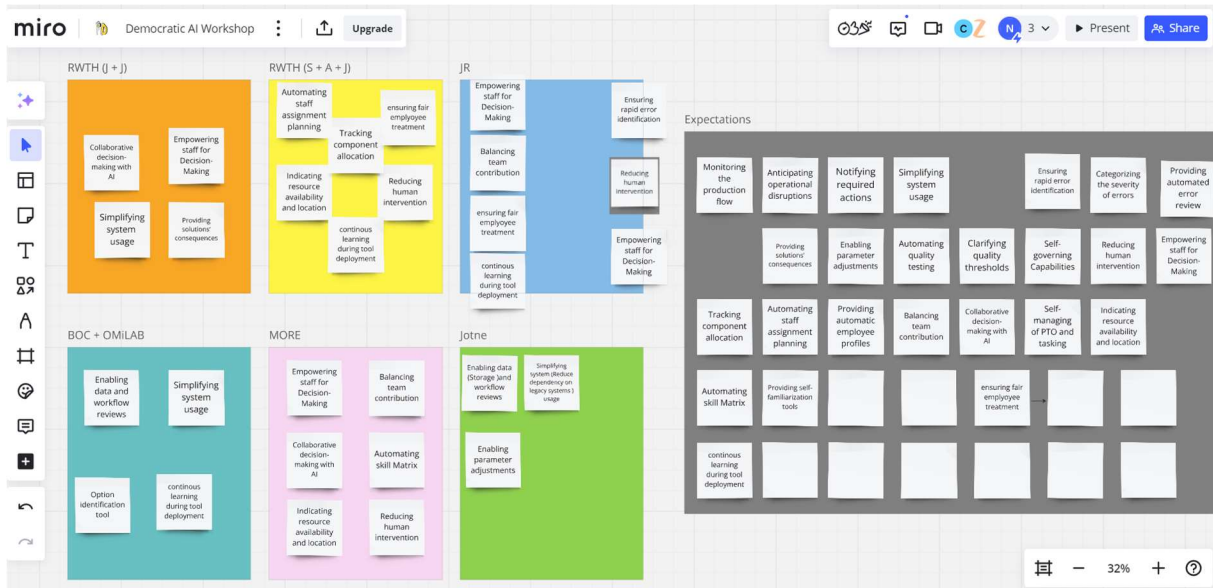 miro
Democratic AI Workshop
Upgrade
C
N
3
Present
Share
RWTH (J + J)
Collaborative
decision-
making with
AI
Empowering
staff for
Decision-
Making
Simplifying
system
usage
Providing
solutions'
consequences
RWTH (S + A + J)
Automating
staff
assignment
planning
ensuring fair
emplyoyee
treatment
Tracking
component
allocation
Indicating
resource
availability
and location
Reducing
human
intervention
continous
learning
during tool
deployment
JR
Empowering
staff for
Decision-
Making
Ensuring
rapid error
identification
Balancing
team
contribution
Reducing
human
intervention
ensuring fair
emplyoyee
treatment
Empowering
staff for
Decision-
Making
continous
learning
during tool
deployment
Expectations
Monitoring
the
production
flow
Anticipating
operational
disruptions
Notifying
required
actions
Simplifying
system
usage
Ensuring
rapid error
identification
Categorizing
the severity
of errors
Providing
automated
error
review
Providing
solutions'
consequences
Enabling
parameter
adjustments
Automating
quality
testing
Clarifying
quality
thresholds
Self-
governing
Capabilities
Reducing
human
intervention
Empowering
staff for
Decision-
Making
Tracking
component
allocation
Automating
staff
assignment
planning
Providing
automatic
employee
profiles
Balancing
team
contribution
Collaborative
decision-
making with
AI
Self-
managing
of PTO and
tasking
Indicating
resource
availability
and location
Automating
skill Matrix
Providing self-
familiarization
tools
ensuring fair
emplyoyee
treatment
continous
learning
during tool
deployment
BOC + OMiLAB
Enabling
data and
workflow
reviews
Simplifying
system
usage
Option
identification
tool
continous
learning
during tool
deployment
MORE
Empowering
staff for
Decision-
Making
Balancing
team
contribution
Collaborative
decision-
making with
AI
Automating
skill Matrix
Indicating
resource
availability
and location
Reducing
human
intervention
Jotne
Enabling data
(Storage )and
workflow
reviews
Simplifying
system (Reduce
dependency on
legacy systems )
usage
Enabling
parameter
adjustments
32%